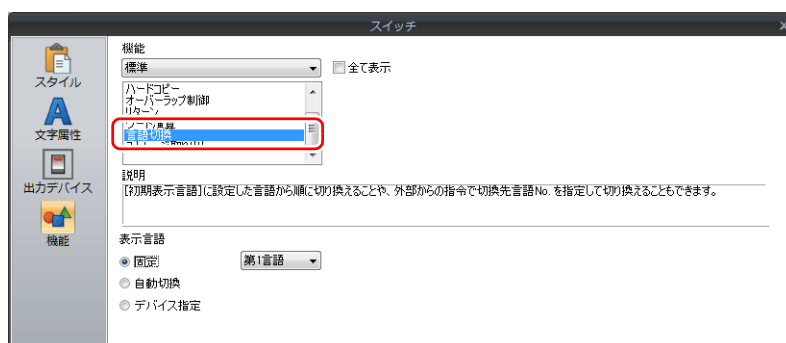 スイッチ
スタイル
文字属性
出力デバイス
機能
機能
標準
全て表示
ハードコピー
オーバーラップ制御
リターン
ワード演算
言語切換
説明
[初期表示言語]に設定した言語から順に切り換えることや、外部からの指令で切換先言語No.を指定して切り換えることもできます。
表示言語
固定
第1言語
自動切換
デバイス指定